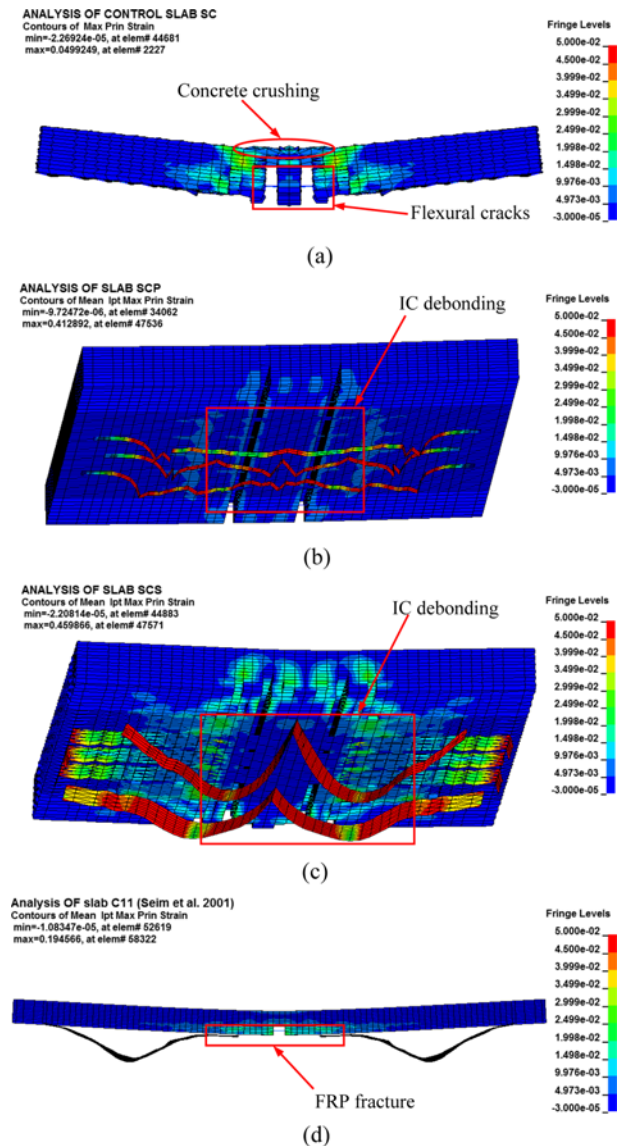 ANALYSIS OF CONTROL SLAB SC
Contours of Max Prin Strain
min=-2.26924e-05, at elem# 44681
max=0.0499249, at elem# 2227
Fringe Levels
5.000e-02
4.500e-02
3.999e-02
3.499e-02
2.999e-02
2.499e-02
1.998e-02
1.498e-02
9.976e-03
4.973e-03
-3.000e-05
Concrete crushing
Flexural cracks
(a)
ANALYSIS OF SLAB SCP
Contours of Mean Ipt Max Prin Strain
min=-9.72472e-06, at elem# 34062
max=0.412892, at elem# 47536
IC debonding
Fringe Levels
5.000e-02
4.500e-02
3.999e-02
3.499e-02
2.999e-02
2.499e-02
1.998e-02
1.498e-02
9.976e-03
4.973e-03
-3.000e-05
(b)
ANALYSIS OF SLAB SCS
Contours of Mean Ipt Max Prin Strain
min=-2.20814e-05, at elem# 44883
max=0.459866, at elem# 47571
IC debonding
Fringe Levels
5.000e-02
4.500e-02
3.999e-02
3.499e-02
2.999e-02
2.499e-02
1.998e-02
1.498e-02
9.976e-03
4.973e-03
-3.000e-05
(c)
Analysis OF slab C11 (Seim et al. 2001)
Contours of Mean Ipt Max Prin Strain
min=-1.08347e-05, at elem# 52619
max=0.194566, at elem# 58322
Fringe Levels
5.000e-02
4.500e-02
3.999e-02
3.499e-02
2.999e-02
2.499e-02
1.998e-02
1.498e-02
9.976e-03
4.973e-03
-3.000e-05
FRP fracture
(d)